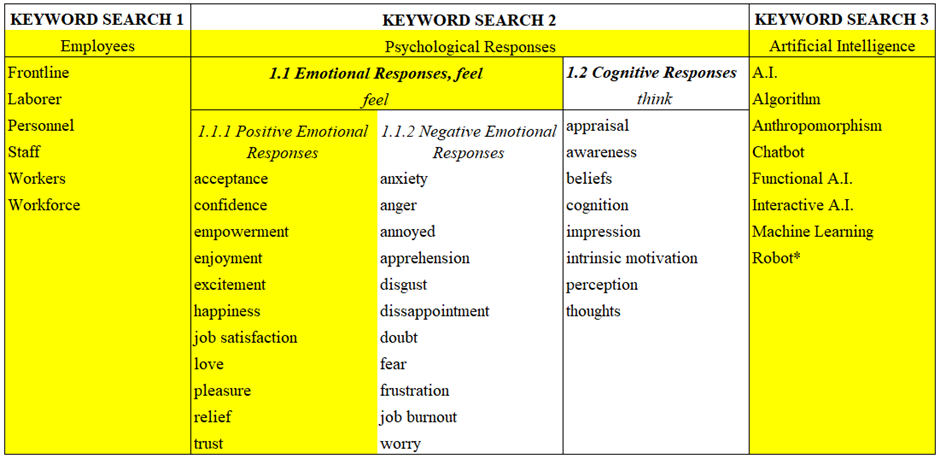 KEYWORD SEARCH 1 KEYWORD SEARCH 2 KEYWORD SEARCH 3
Employees Psychological Responses Artificial Intelligence
Frontline 1.1 Emotional Responses, feel 1.2 Cognitive Responses A.I.
Laborer feel think Algorithm
Personnel 1.1.1 Positive Emotional 1.1.2 Negative Emotional appraisal Anthropomorphism
Staff Responses Responses awareness Chatbot
Workers acceptance anxiety beliefs Functional A.I.
Workforce confidence anger cognition Interactive A.I.
empowerment annoyed impression Machine Learning
enjoyment apprehension intrinsic motivation Robot*
excitement disgust perception
happiness dissappointment thoughts
job satisfaction doubt
love fear
pleasure frustration
relief job burnout
trust worry